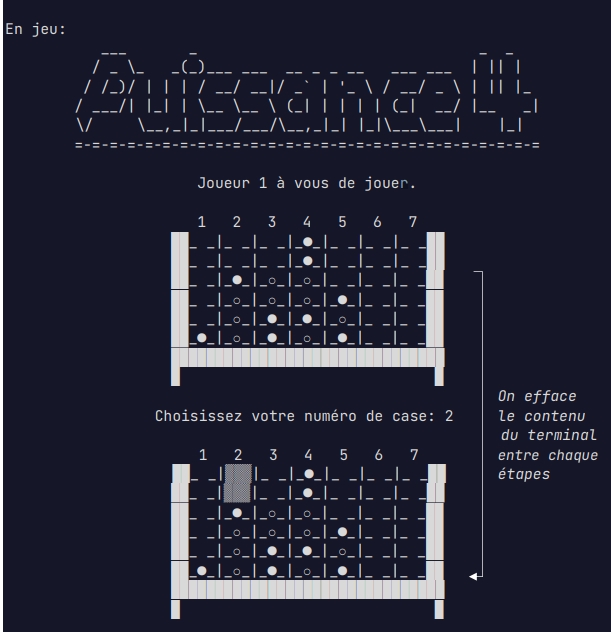 En jeu:
Puissance 4
Joueur 1 à vous de jouer.
1 2 3 4 5 6 7
Choisissez votre numéro de case: 2
1 2 3 4 5 6 7
On efface
le contenu
du terminal
entre chaque
étapes